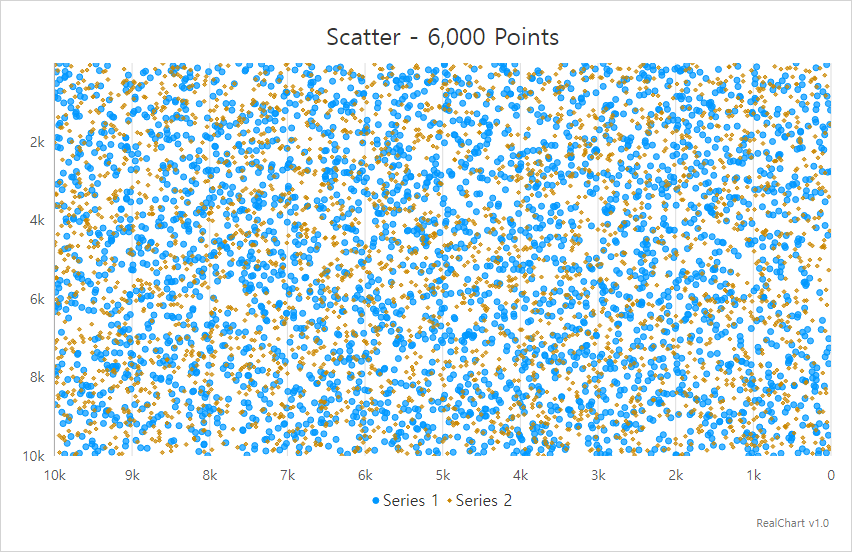 Scatter - 6,000 Points
2k
4k
6k
8k
10k
10k 9k 8k 7k 6k 5k 4k 3k 2k 1k 0
Series 1 Series 2
RealChart v1.0